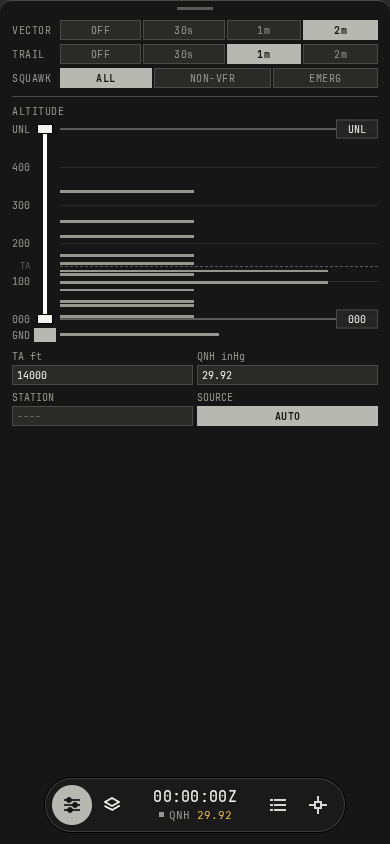 VECTOR OFF 30s 1m 2m
TRAIL OFF 30s 1m 2m
SQUAWK ALL NON-VFR EMERG
ALTITUDE
UNL UNL
400
300
200
TA
100
000 000
GND
TA ft QNH inHg
14000 29.92
STATION SOURCE
---- AUTO
00:00:00Z
QNH 29.92